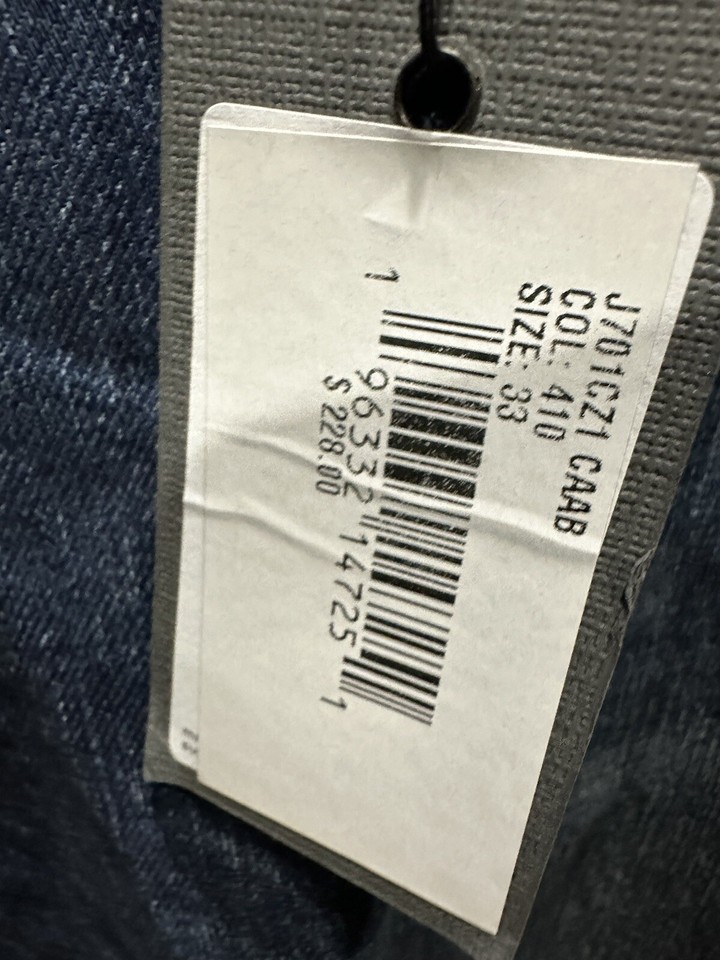 J701CZ1 CAAB
COL. 410
SIZE: 33
1 96332 14725 1
$ 228.00